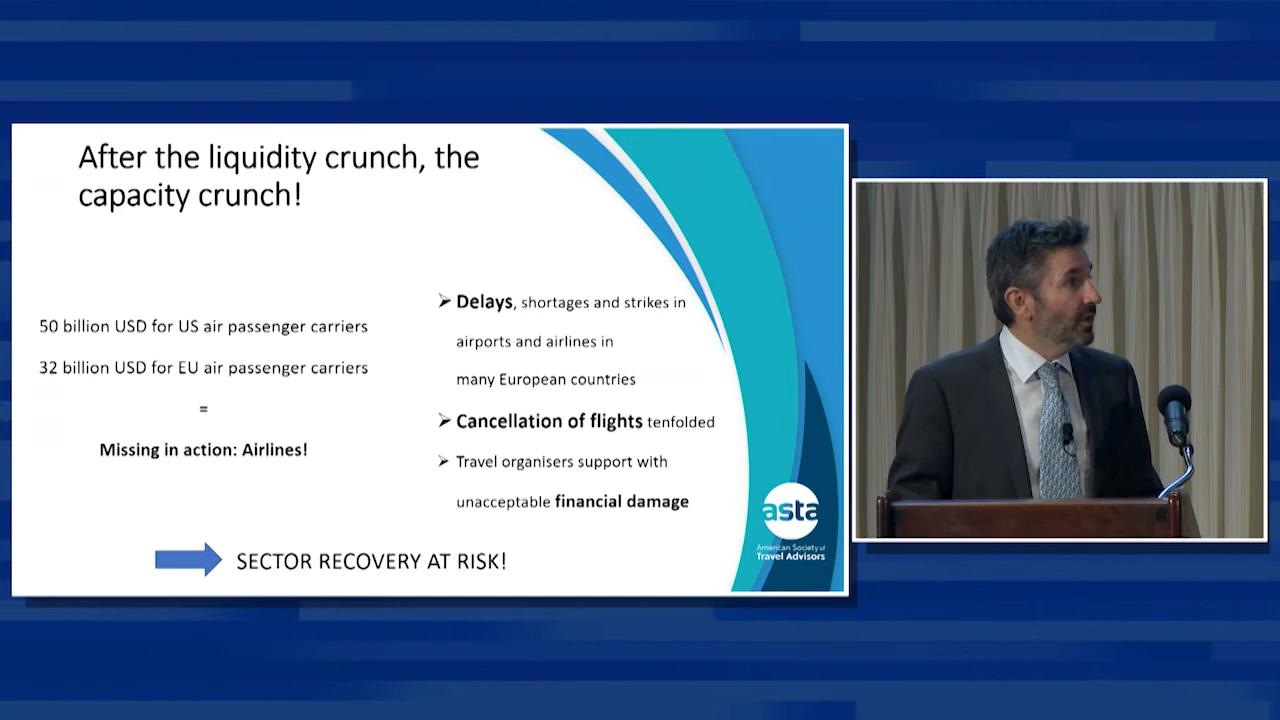 After the liquidity crunch, the
capacity crunch!
50 billion USD for US air passenger carriers
32 billion USD for EU air passenger carriers
=
Missing in action: Airlines!
➢ Delays, shortages and strikes in
airports and airlines in
many European countries
➢ Cancellation of flights tenfolded
➢ Travel organisers support with
unacceptable financial damage
SECTOR RECOVERY AT RISK!
asta
American Society of
Travel Advisors